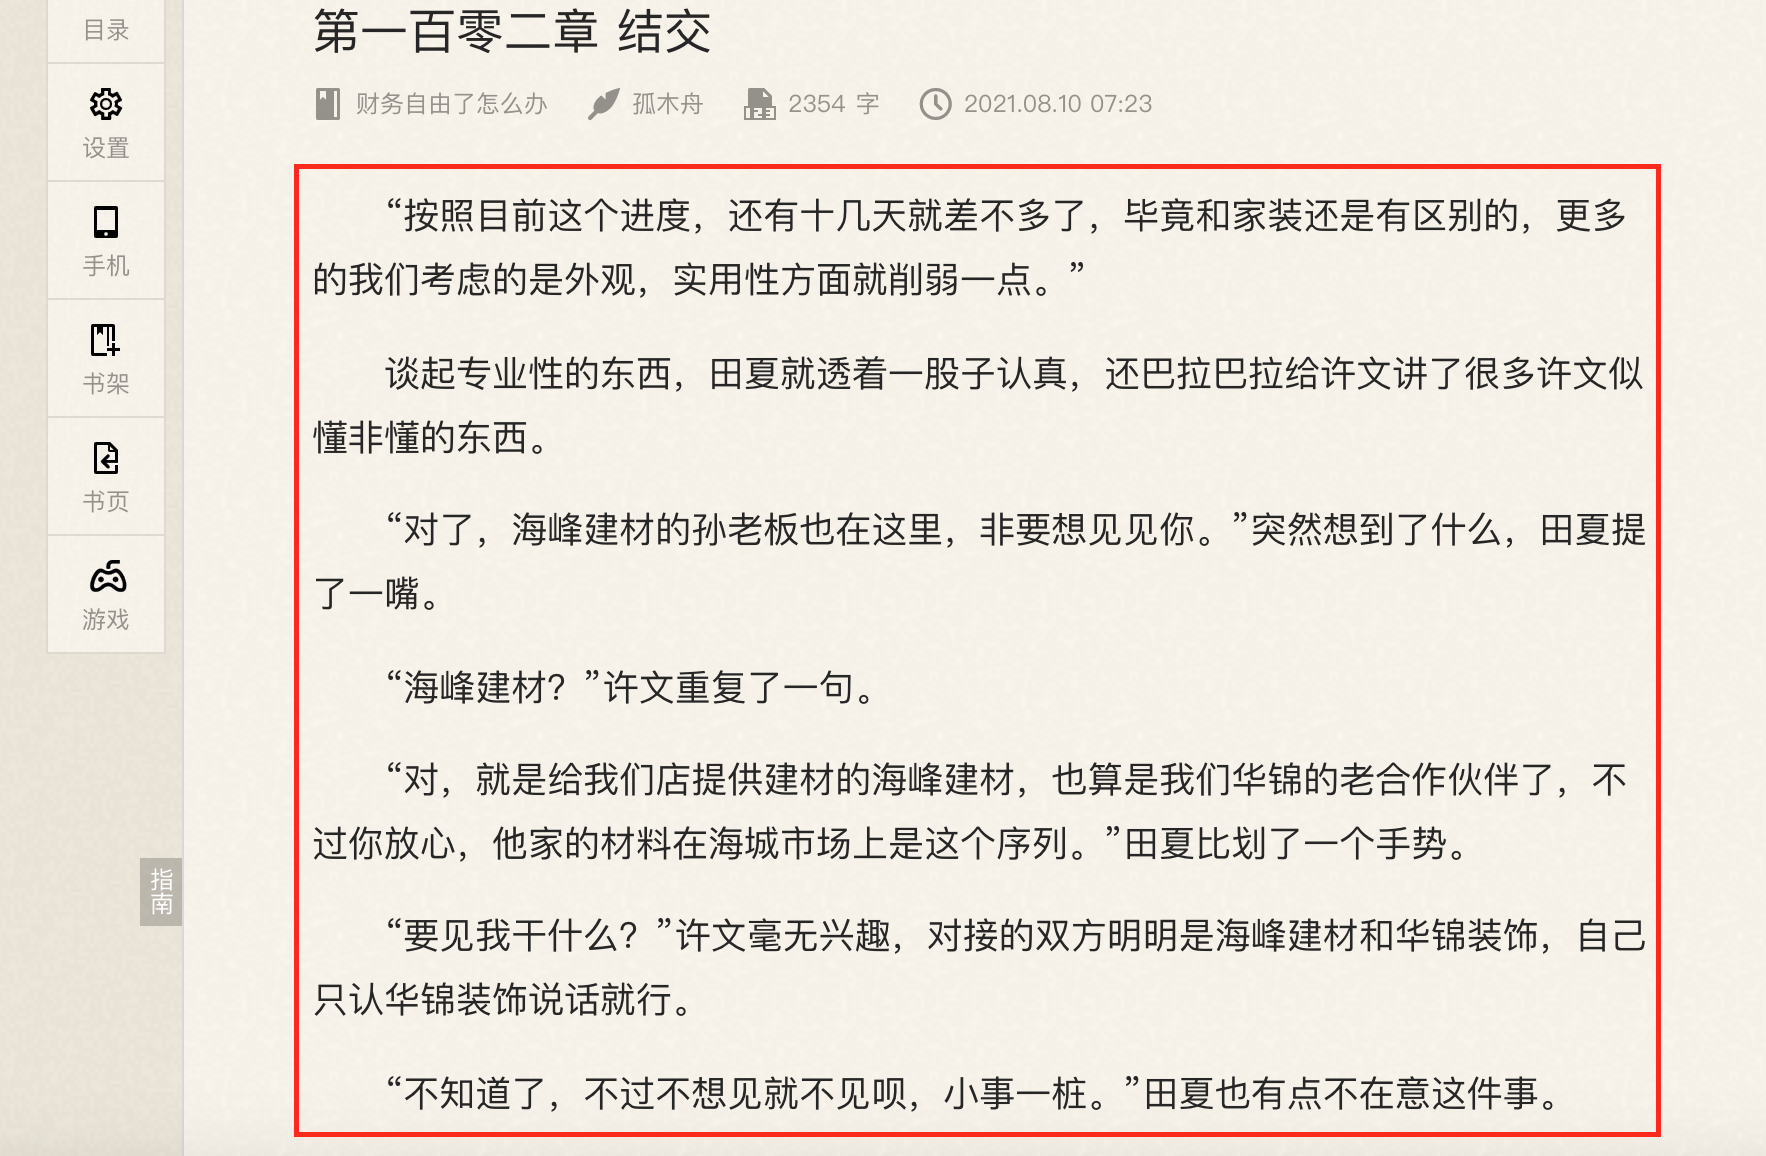 目录
设置
手机
书架
书页
游戏
指南
第一百零二章 结交
财务自由了怎么办 孤木舟 2354 字 2021.08.10 07:23
“按照目前这个进度，还有十几天就差不多了，毕竟和家装还是有区别的，更多
的我们考虑的是外观，实用性方面就削弱一点。”
谈起专业性的东西，田夏就透着一股子认真，还巴拉巴拉给许文讲了很多许文似
懂非懂的东西。
“对了，海峰建材的孙老板也在这里，非要想见见你。”突然想到了什么，田夏提
了一嘴。
“海峰建材？”许文重复了一句。
“对，就是给我们店提供建材的海峰建材，也算是我们华锦的老合作伙伴了，不
过你放心，他家的材料在海城市场上是这个序列。”田夏比划了一个手势。
“要见我干什么？”许文毫无兴趣，对接的双方明明是海峰建材和华锦装饰，自己
只认华锦装饰说话就行。
“不知道了，不过不想见就不见呗，小事一桩。”田夏也有点不在意这件事。